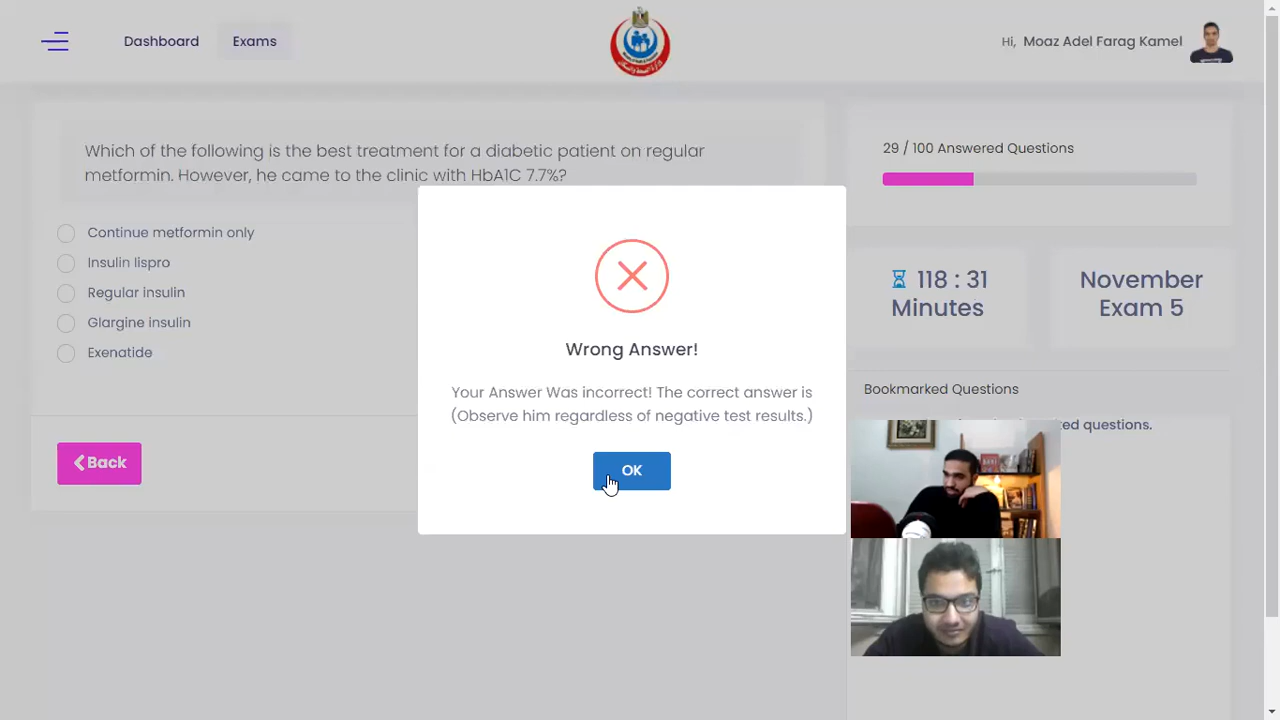 Dashboard
Exams
Hi, Moaz Adel Farag Kamel
Which of the following is the best treatment for a diabetic patient on regular
metformin. However, he came to the clinic with HbA1C 7.7%?
Continue metformin only
Insulin lispro
Regular insulin
Glargine insulin
Exenatide
Back
Wrong Answer!
Your Answer Was incorrect! The correct answer is
(Observe him regardless of negative test results.)
OK
29 / 100 Answered Questions
118 : 31
Minutes
November
Exam 5
Bookmarked Questions
ked questions.